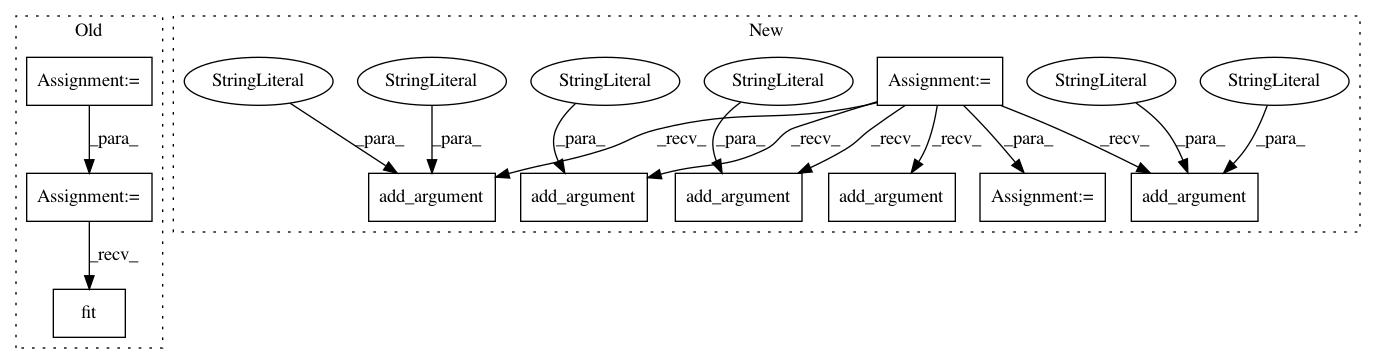 Old
New
Assignment:=
StringLiteral
StringLiteral
StringLiteral
StringLiteral
Assignment:=
StringLiteral
StringLiteral
_para_
_para_
_para_
_para_
_recv_
_para_
_recv_
_recv_
_recv_
_para_
_recv_
_para_
_para_
Assignment:=
add_argument
add_argument
add_argument
add_argument
Assignment:=
add_argument
_recv_
fit